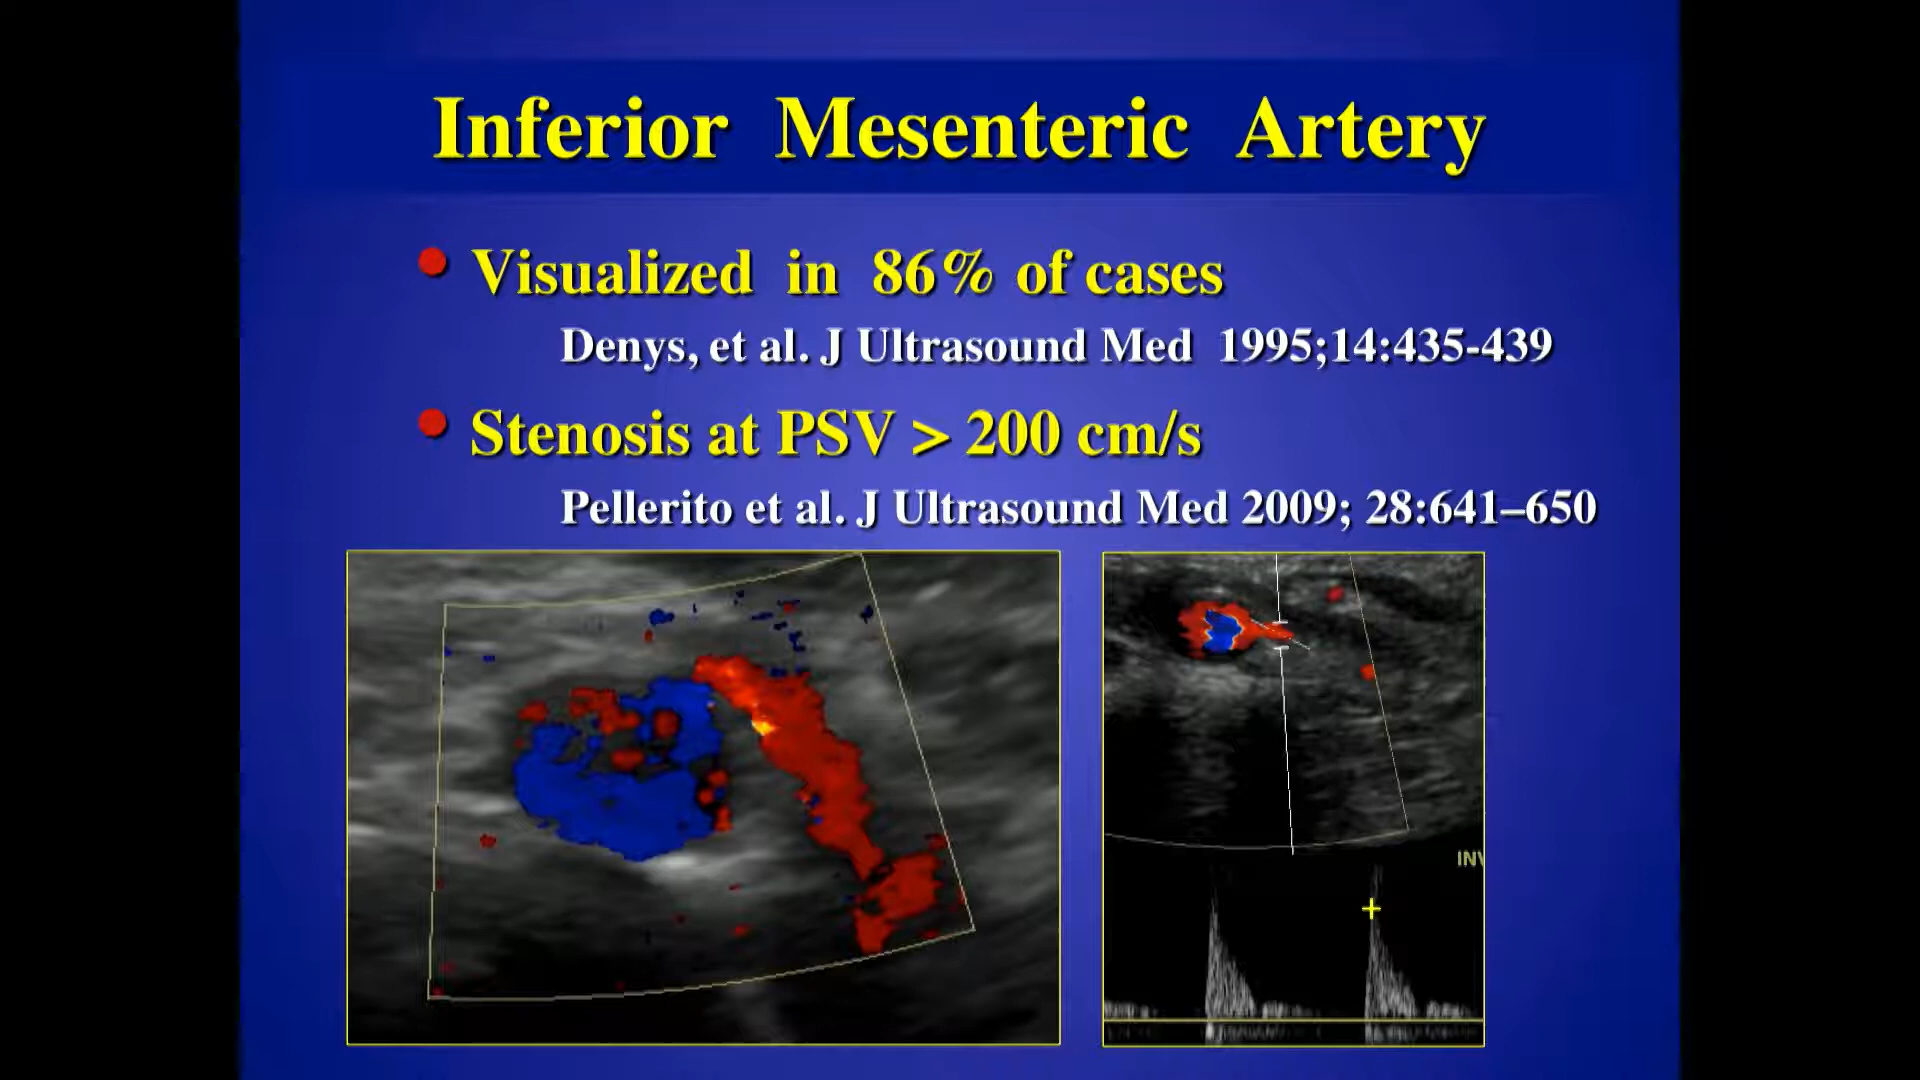 Inferior Mesenteric Artery
Visualized in 86% of cases
Denys, et al. J Ultrasound Med 1995;14:435-439
Stenosis at PSV > 200 cm/s
Pellerito et al. J Ultrasound Med 2009; 28:641–650
INV